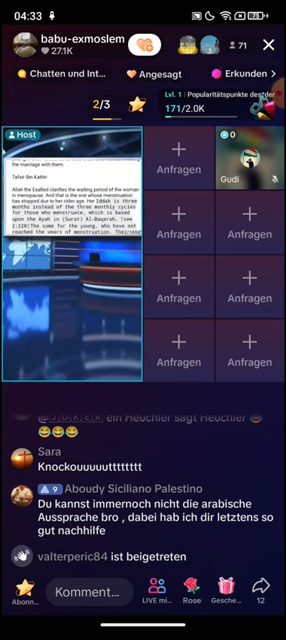 04:33
73
babu-exmoslem
27.1K
71
Chatten und Int...
Angesagt
Erkunden
2/3
Lvl. 1 | Popularitätspunkte des
171/2.0K
Host
the marriage with them.
Tafsir Ibn Kathir:
Allah the Exalted clarifies the waiting period of the woman
in menopause. And that is the one whose menstruation
has stopped due to her older age. Her Iddah is three
months instead of the three monthly cycles
for those who menstruate, which is based
upon the Ayah in (Surat) Al-Baqarah. )see
2:228(The same for the young, who have not
reached the years of menstruation. Their
Anfragen
0
Gudi
Anfragen
Anfragen
Anfragen
Anfragen
Anfragen
Anfragen
ein Heuchler sagt Heuchler
Sara
Knockouuuuutttttttt
9 Aboudy Siciliano Palestino
Du kannst immernoch nicht die arabische
Aussprache bro , dabei hab ich dir letztens so
gut nachhilfe
valterperic84 ist beigetreten
Abonn...
Komment...
LIVE mi...
Rose
Gesche...
12